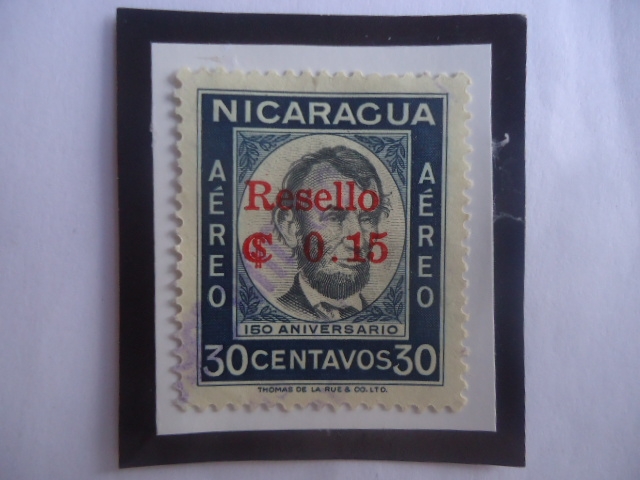 NICARAGUA
AÉREO
AÉREO
Resello
₡$ 0.15
150 ANIVERSARIO
30 CENTAVOS 30
THOMAS DE LA RUE & CO. LTD.